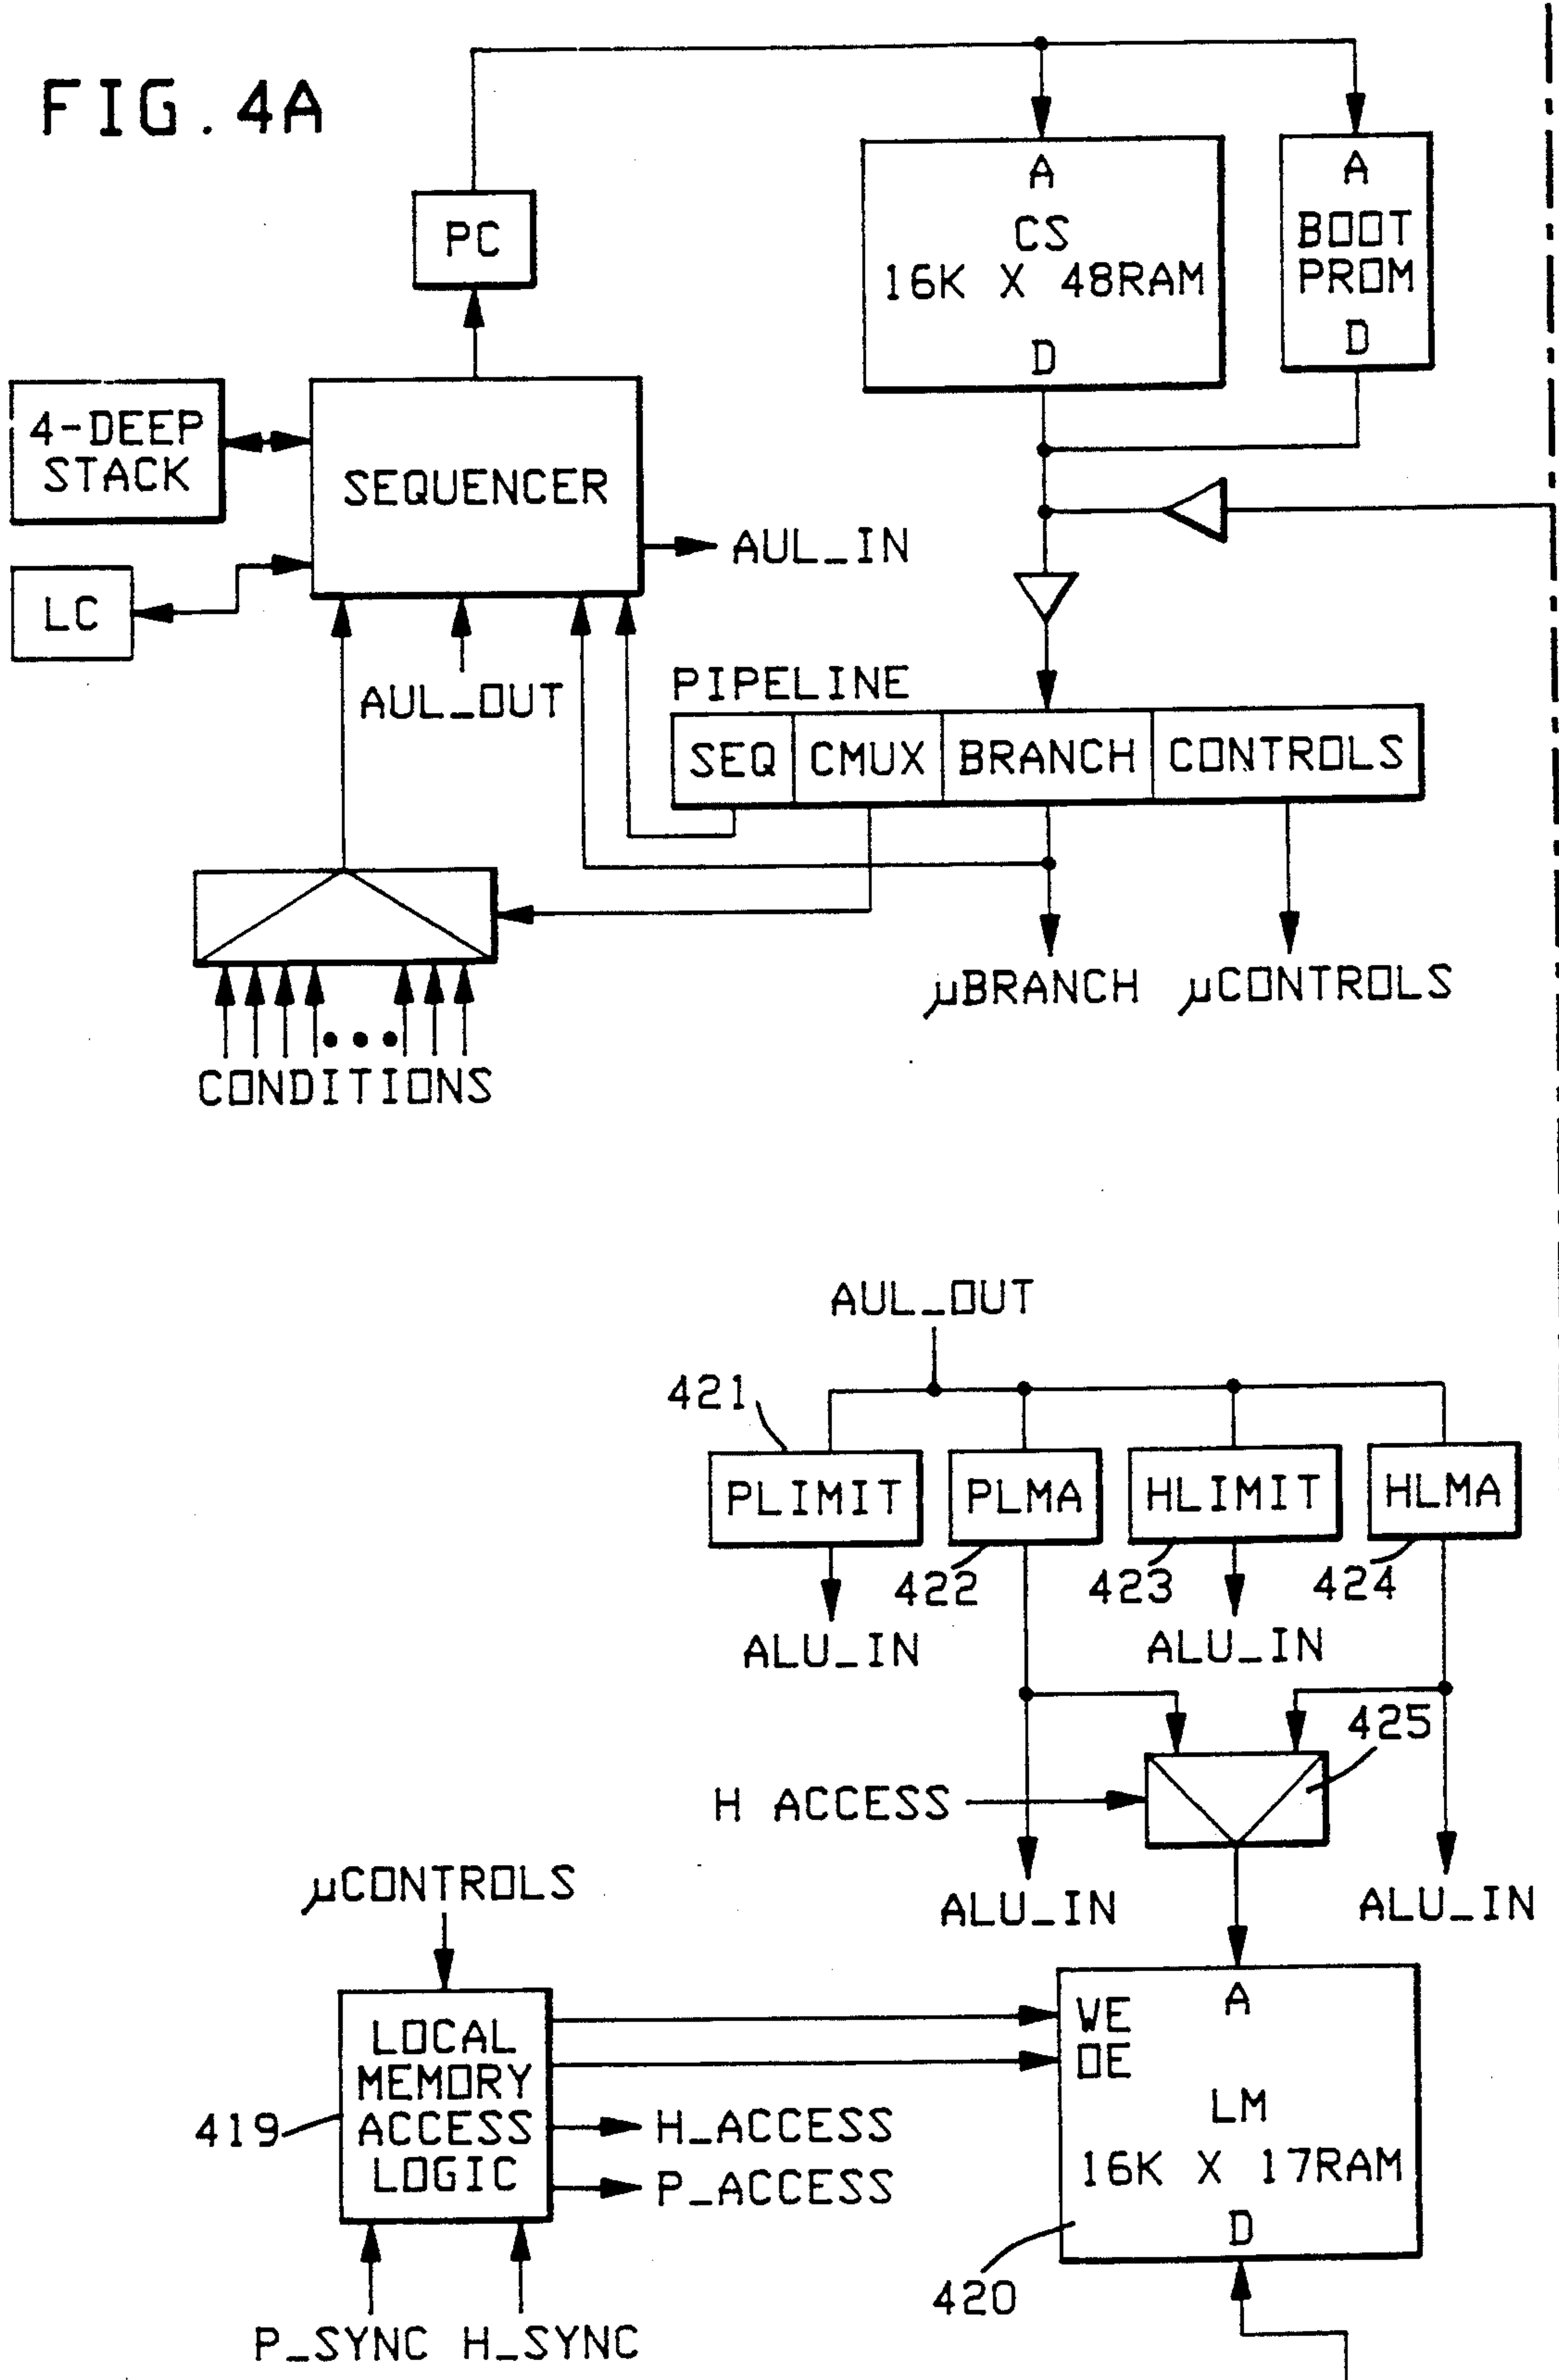 FIG. 4A
PC
A
CS
16K X 48RAM
D
A
BOOT
PROM
D
4-DEEP
STACK
SEQUENCER
AUL_IN
LC
AUL_OUT
PIPELINE
SEQ CMUX BRANCH CONTROLS
µBRANCH µCONTROLS
CONDITIONS
AUL_OUT
421
PLIMIT PLMA HLIMIT HLMA
422 423 424
ALU_IN ALU_IN
425
H ACCESS
ALU_IN ALU_IN
µCONTROLS
LOCAL
MEMORY
ACCESS
LOGIC
419
H_ACCESS
P_ACCESS
WE
OE
A
LM
16K X 17RAM
D
420
P_SYNC H_SYNC